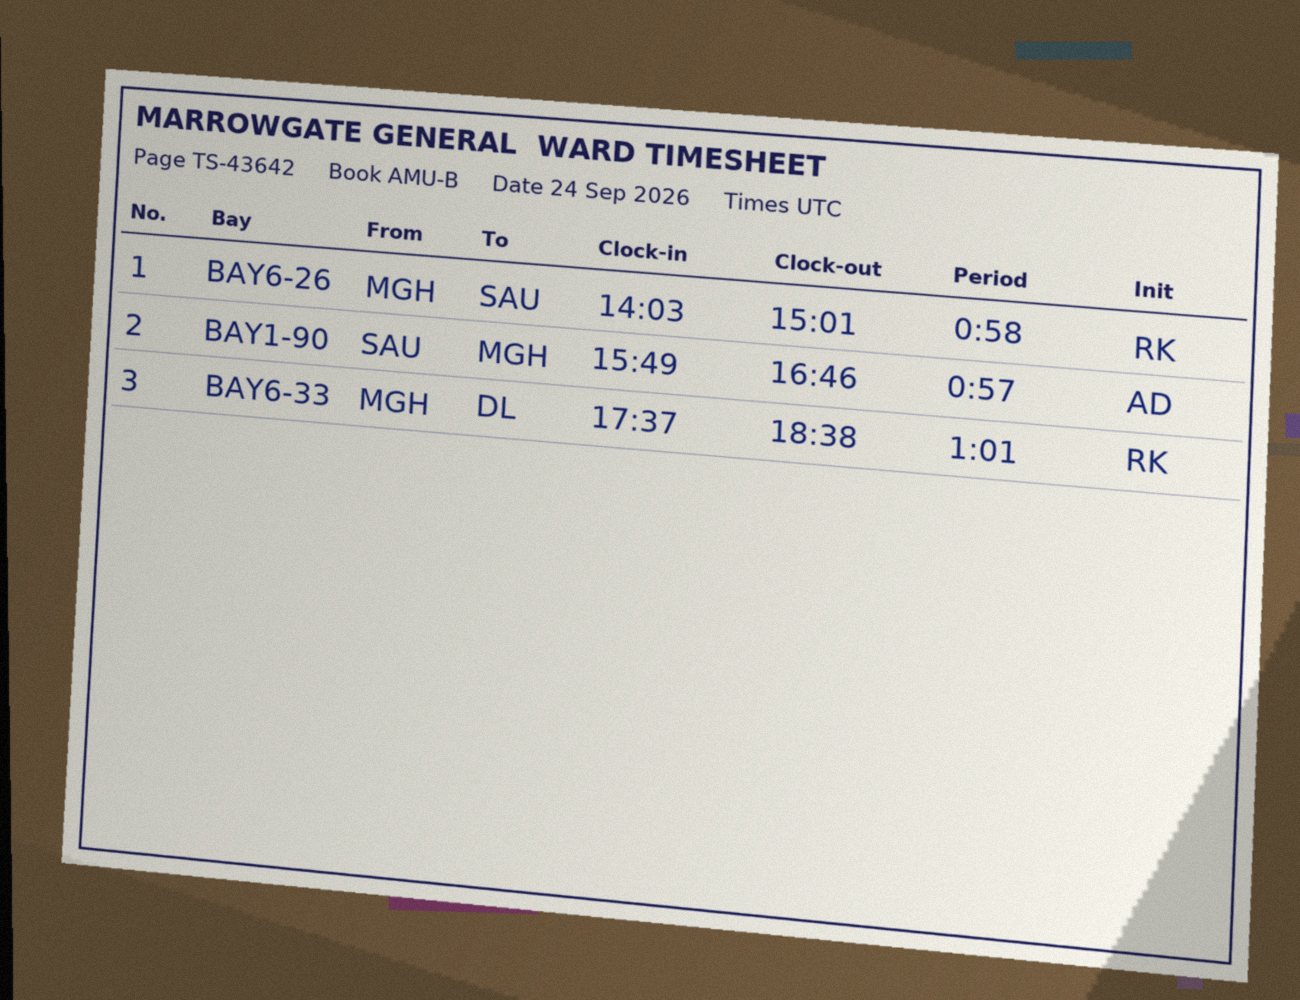 MARROWGATE GENERAL WARD TIMESHEET
Page TS-43642 Book AMU-B Date 24 Sep 2026 Times UTC
No. Bay From To Clock-in Clock-out Period Init
1 BAY6-26 MGH SAU 14:03 15:01 0:58 RK
2 BAY1-90 SAU MGH 15:49 16:46 0:57 AD
3 BAY6-33 MGH DL 17:37 18:38 1:01 RK